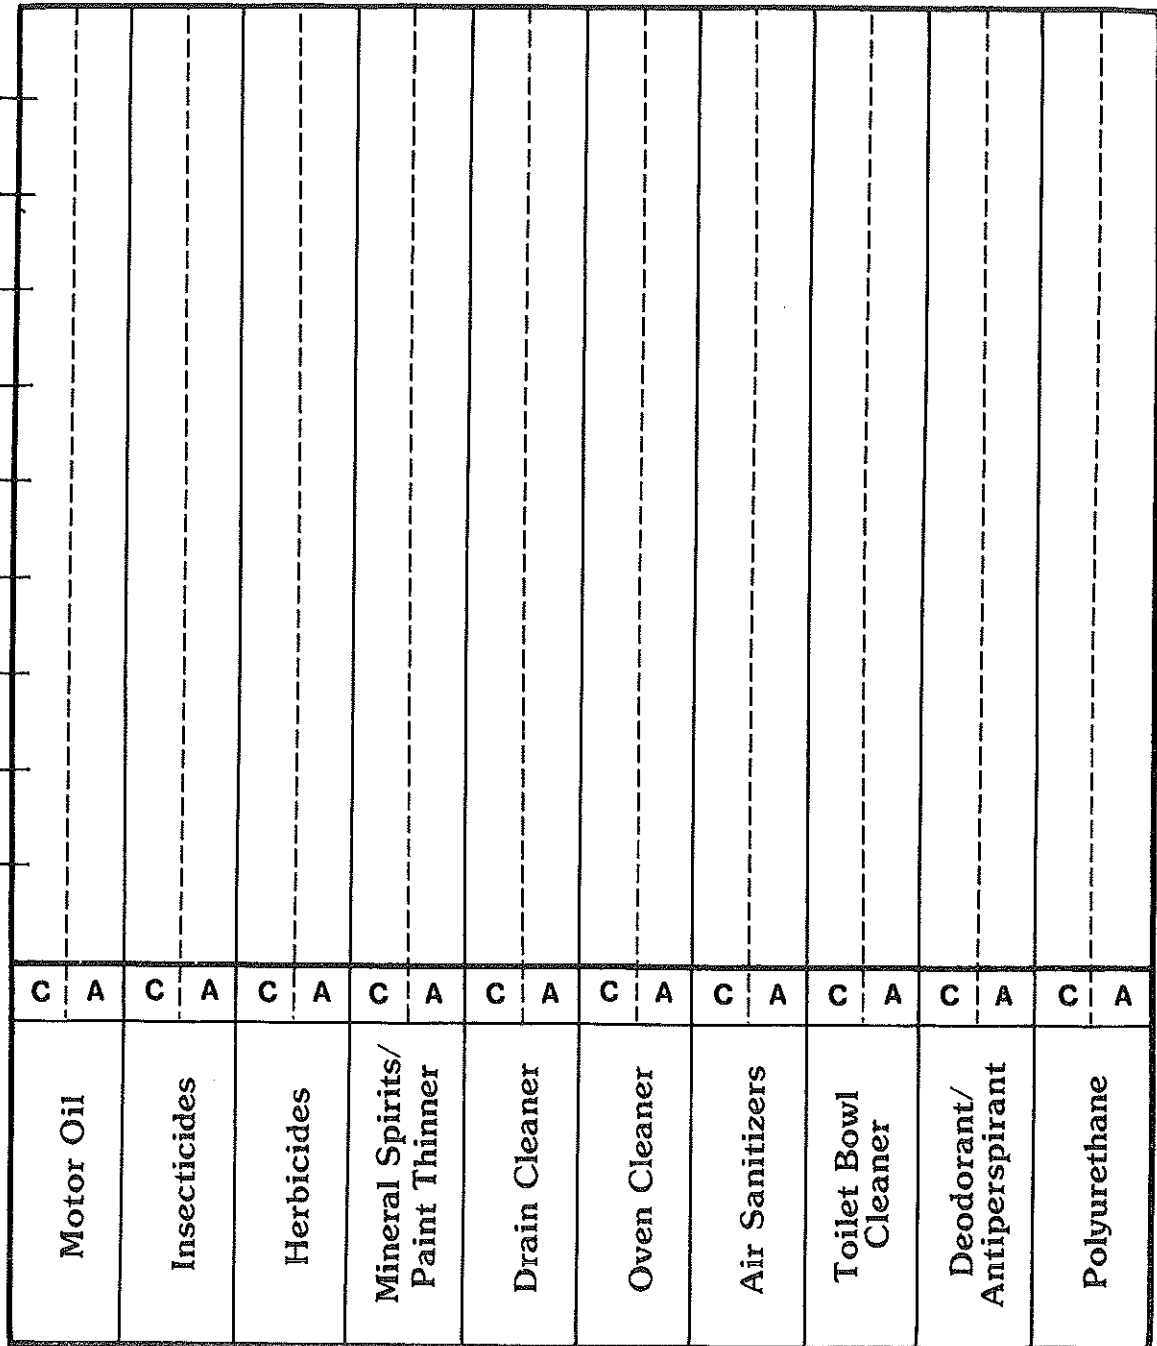 C A C A C A C A C A C A C A C A C A C A
Motor Oil
Insecticides
Herbicides
Mineral Spirits/
Paint Thinner
Drain Cleaner
Oven Cleaner
Air Sanitizers
Toilet Bowl
Cleaner
Deodorant/
Antiperspirant
Polyurethane